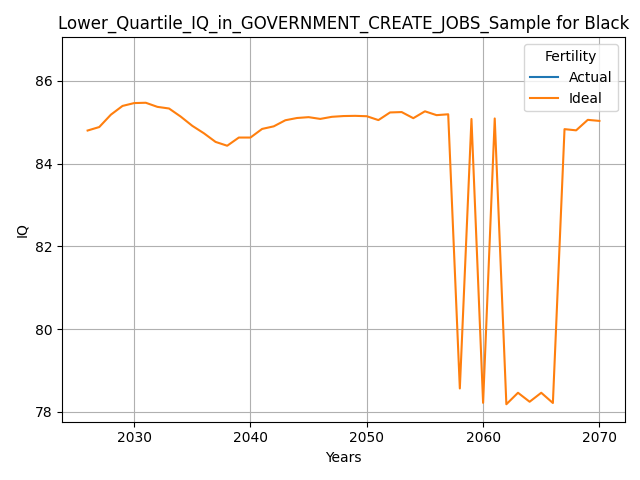 Lower_Quartile_IQ_in_GOVERNMENT_CREATE_JOBS_Sample for Black
Fertility
Actual
Ideal
IQ
86
84
82
80
78
2030 2040 2050 2060 2070
Years